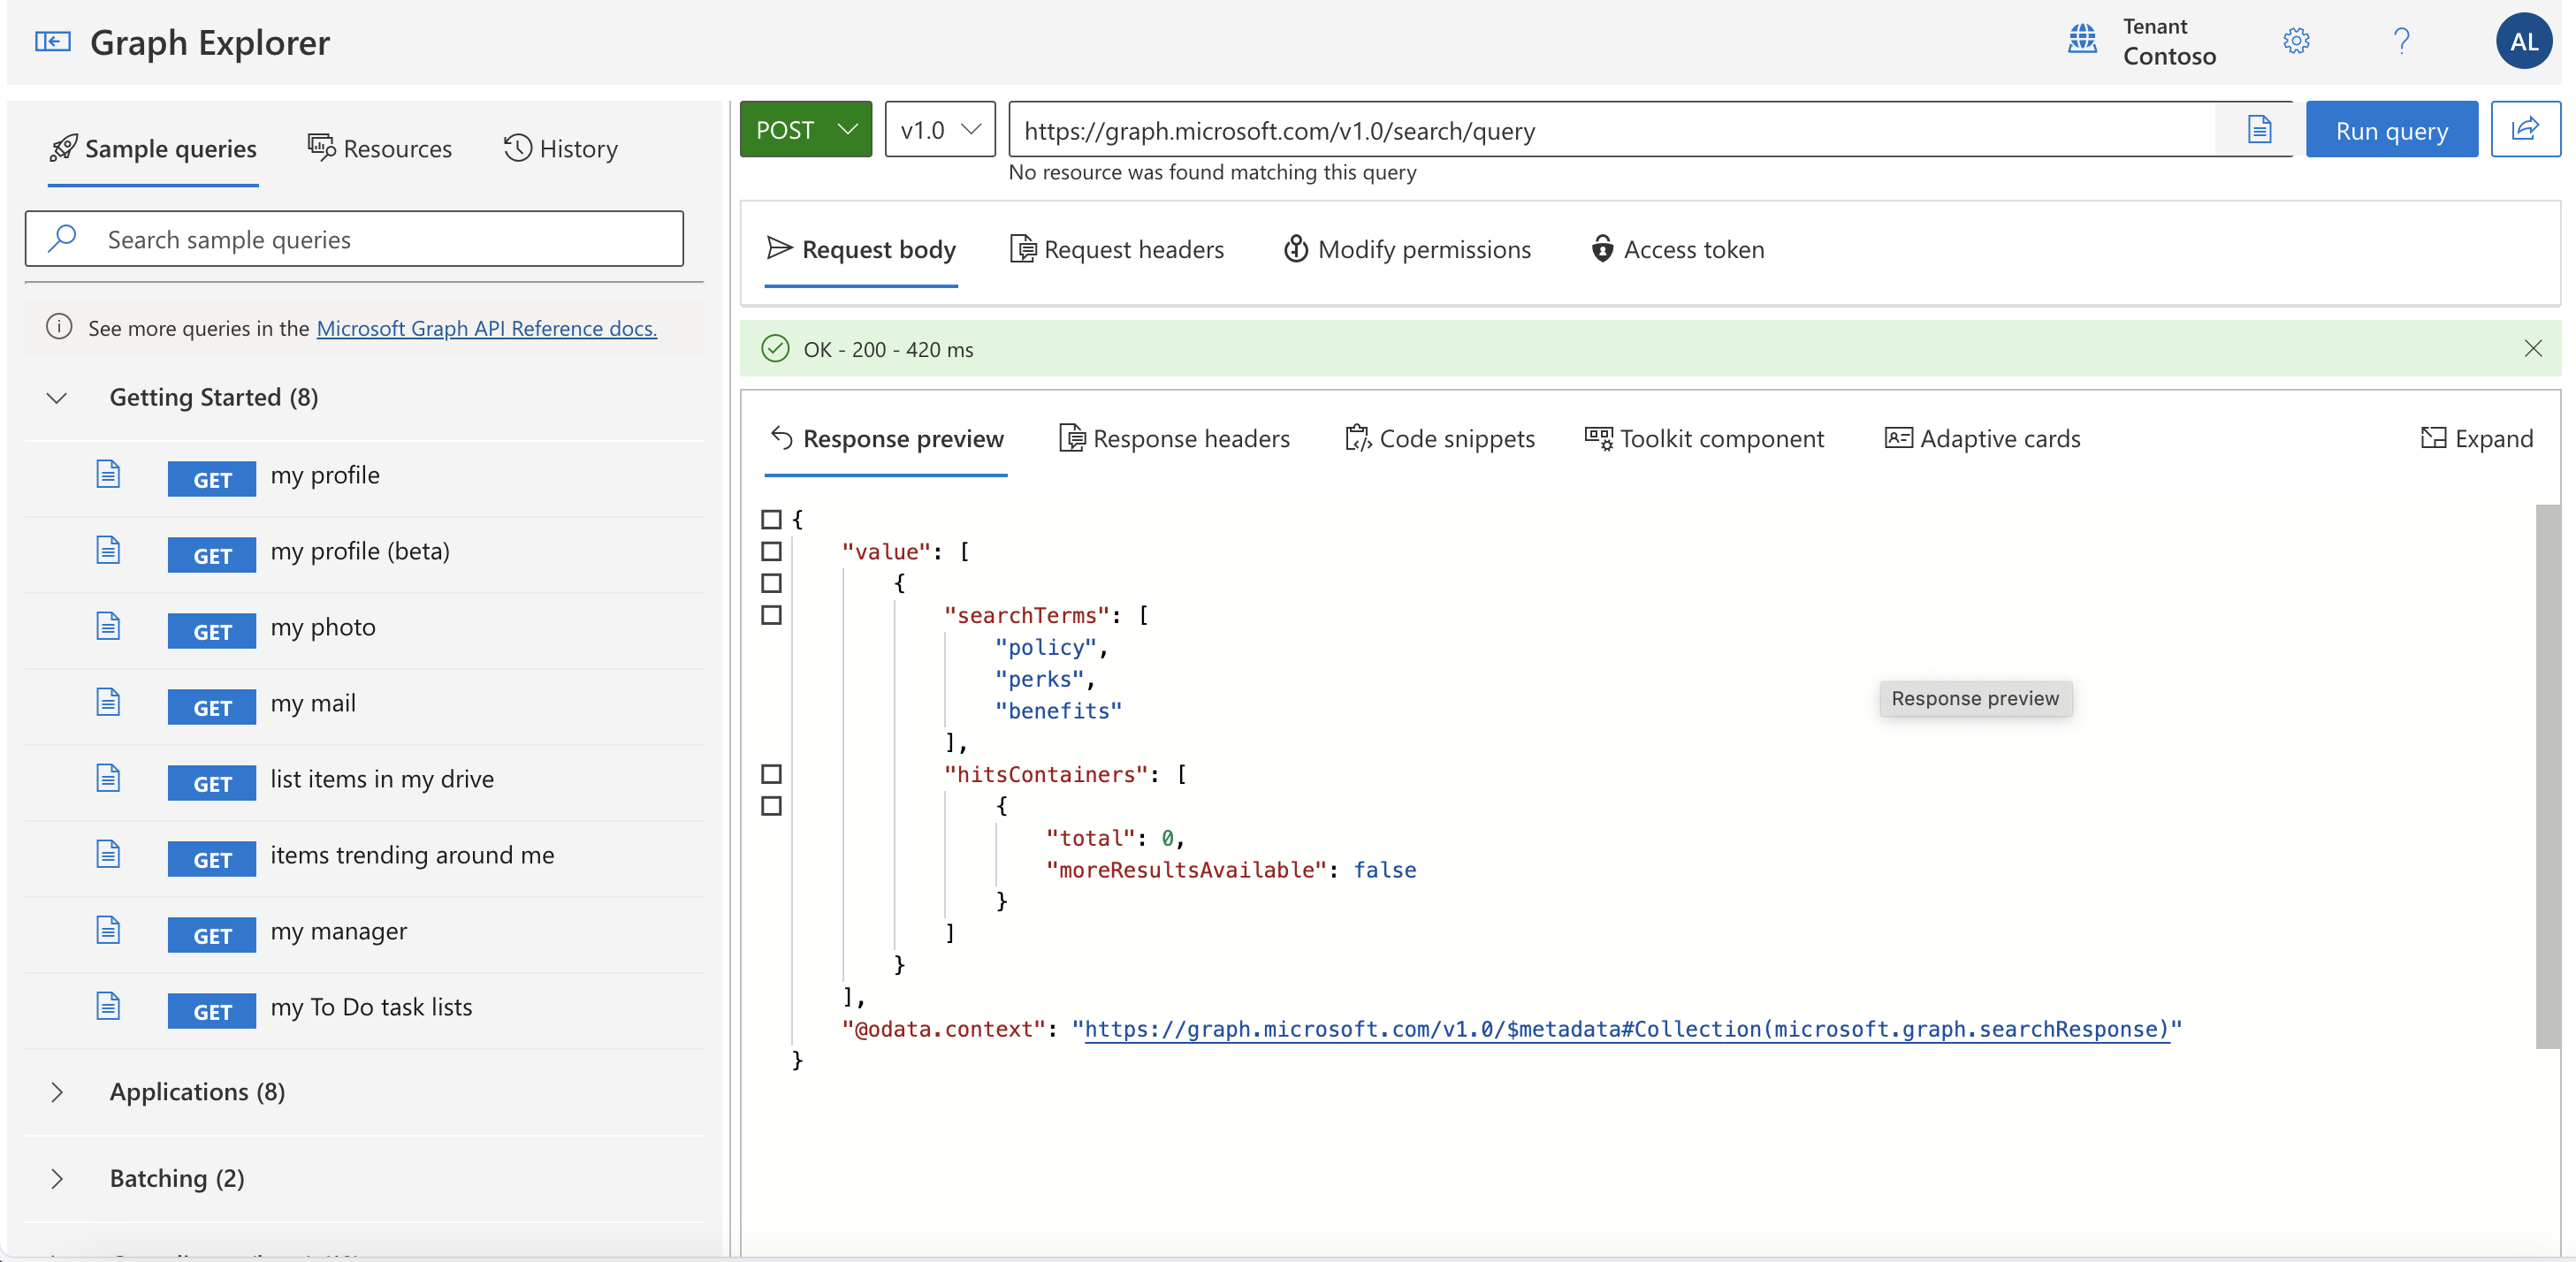 Graph Explorer
Tenant
Contoso
AL
Sample queries
Resources
History
Search sample queries
See more queries in the Microsoft Graph API Reference docs.
Getting Started (8)
GET my profile
GET my profile (beta)
GET my photo
GET my mail
GET list items in my drive
GET items trending around me
GET my manager
GET my To Do task lists
Applications (8)
Batching (2)
POST
v1.0
https://graph.microsoft.com/v1.0/search/query
Run query
No resource was found matching this query
Request body
Request headers
Modify permissions
Access token
OK - 200 - 420 ms
Response preview
Response headers
Code snippets
Toolkit component
Adaptive cards
Expand
{
"value": [
{
"searchTerms": [
"policy",
"perks",
"benefits"
],
"hitsContainers": [
{
"total": 0,
"moreResultsAvailable": false
}
]
}
],
"@odata.context": "https://graph.microsoft.com/v1.0/$metadata#Collection(microsoft.graph.searchResponse)"
}
Response preview